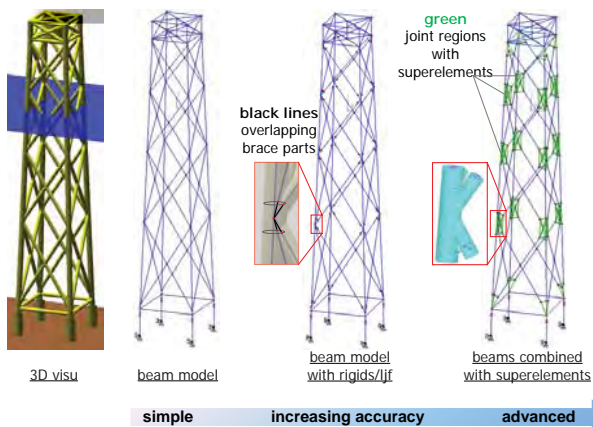 green
joint regions
with
superelements
black lines
overlapping
brace parts
3D visu
beam model
beam model
with rigids/ljf
beams combined
with superelements
simple increasing accuracy advanced